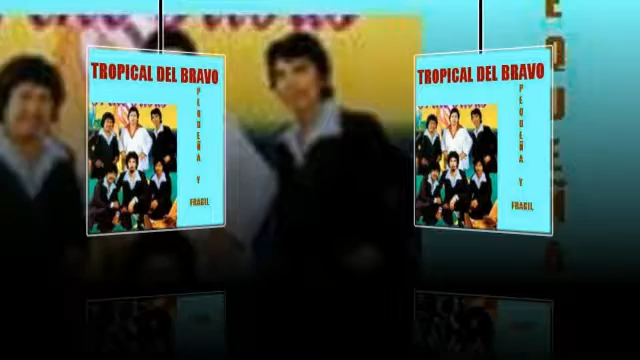 TROPICAL DEL BRAVO
PEQUEÑA
Y
FRAGIL
TROPICAL DEL BRAVO
PEQUEÑA
Y
FRAGIL